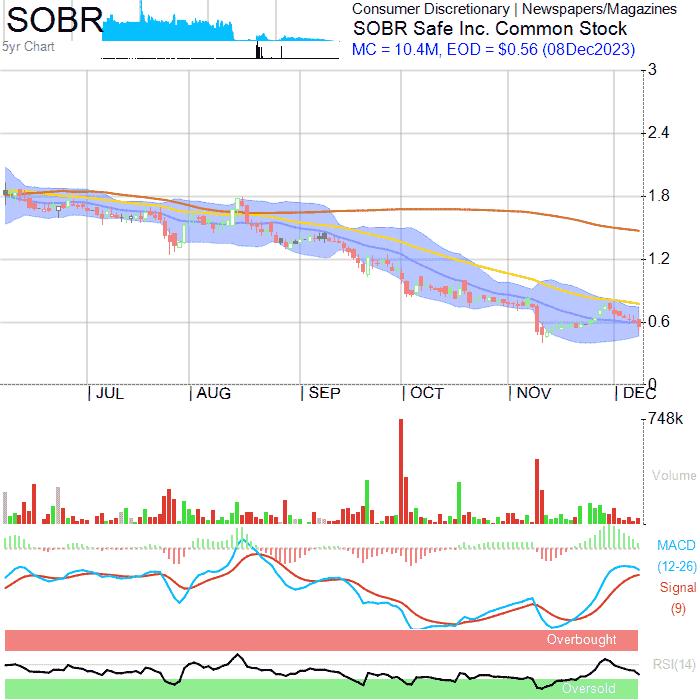 SOBR
5yr Chart
Consumer Discretionary | Newspapers/Magazines
SOBR Safe Inc. Common Stock
MC = 10.4M, EOD = $0.56 (08Dec2023)
3
2.4
1.8
1.2
0.6
0
JUL AUG SEP OCT NOV DEC
748k
Volume
MACD
(12-26)
Signal
(9)
Overbought
RSI(14)
Oversold